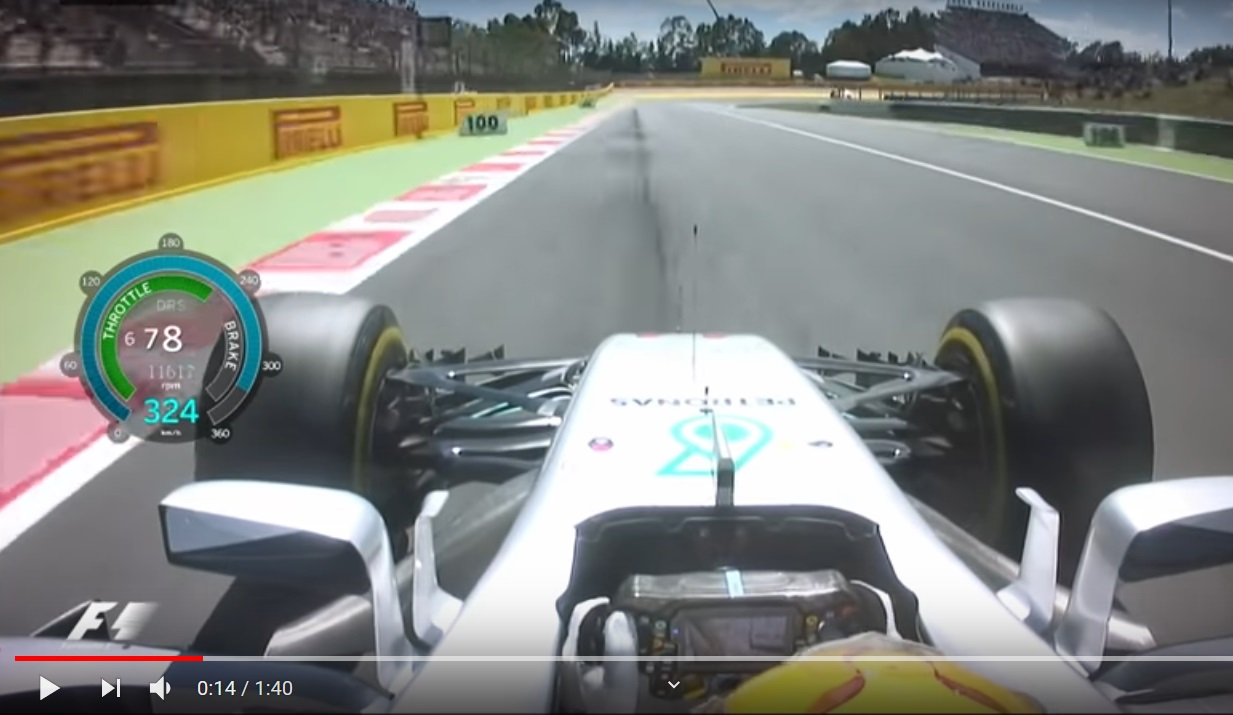 PIRELLI
PIRELLI
PIRELLI
100
100
180
120
240
THROTTLE
DRS
BRAKE
6 78
60
300
11617
rpm
324
km/h
0
360
PETRONAS
F1
0:14 / 1:40